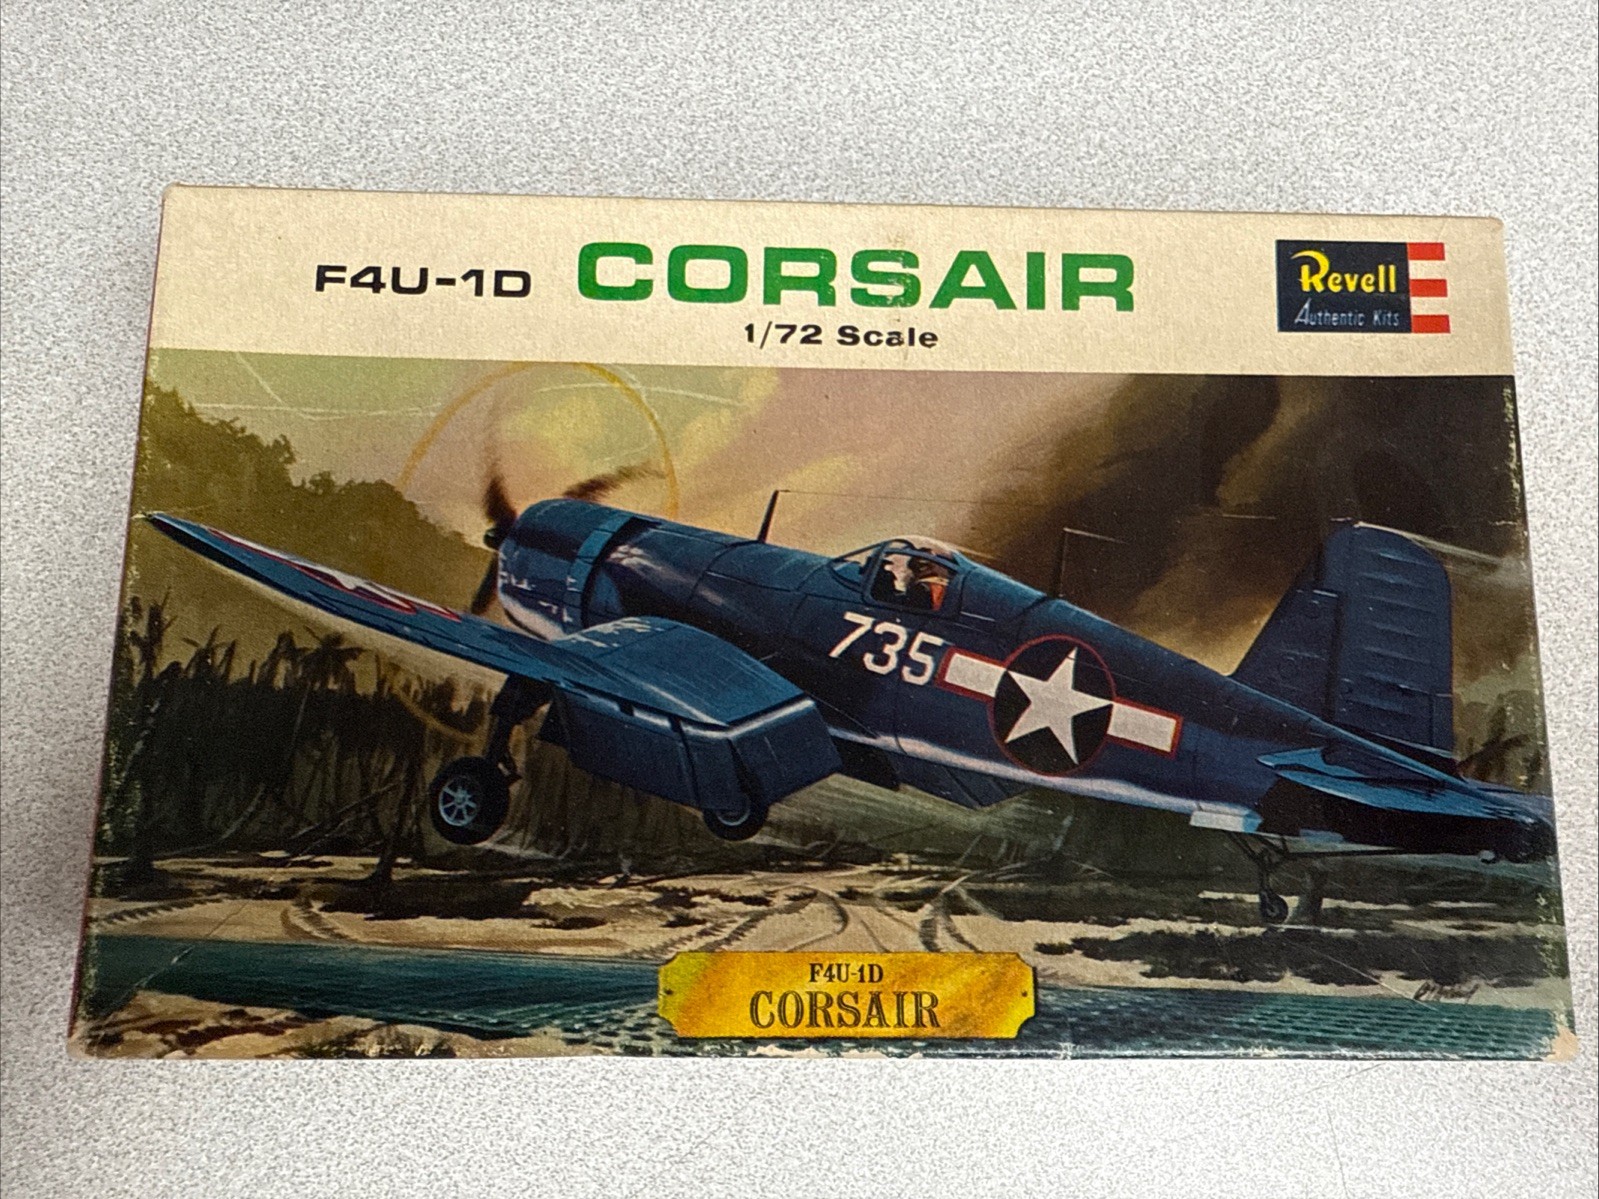 F4U-1D CORSAIR
1/72 Scale
Revell
Authentic Kits
735
F4U-1D
CORSAIR